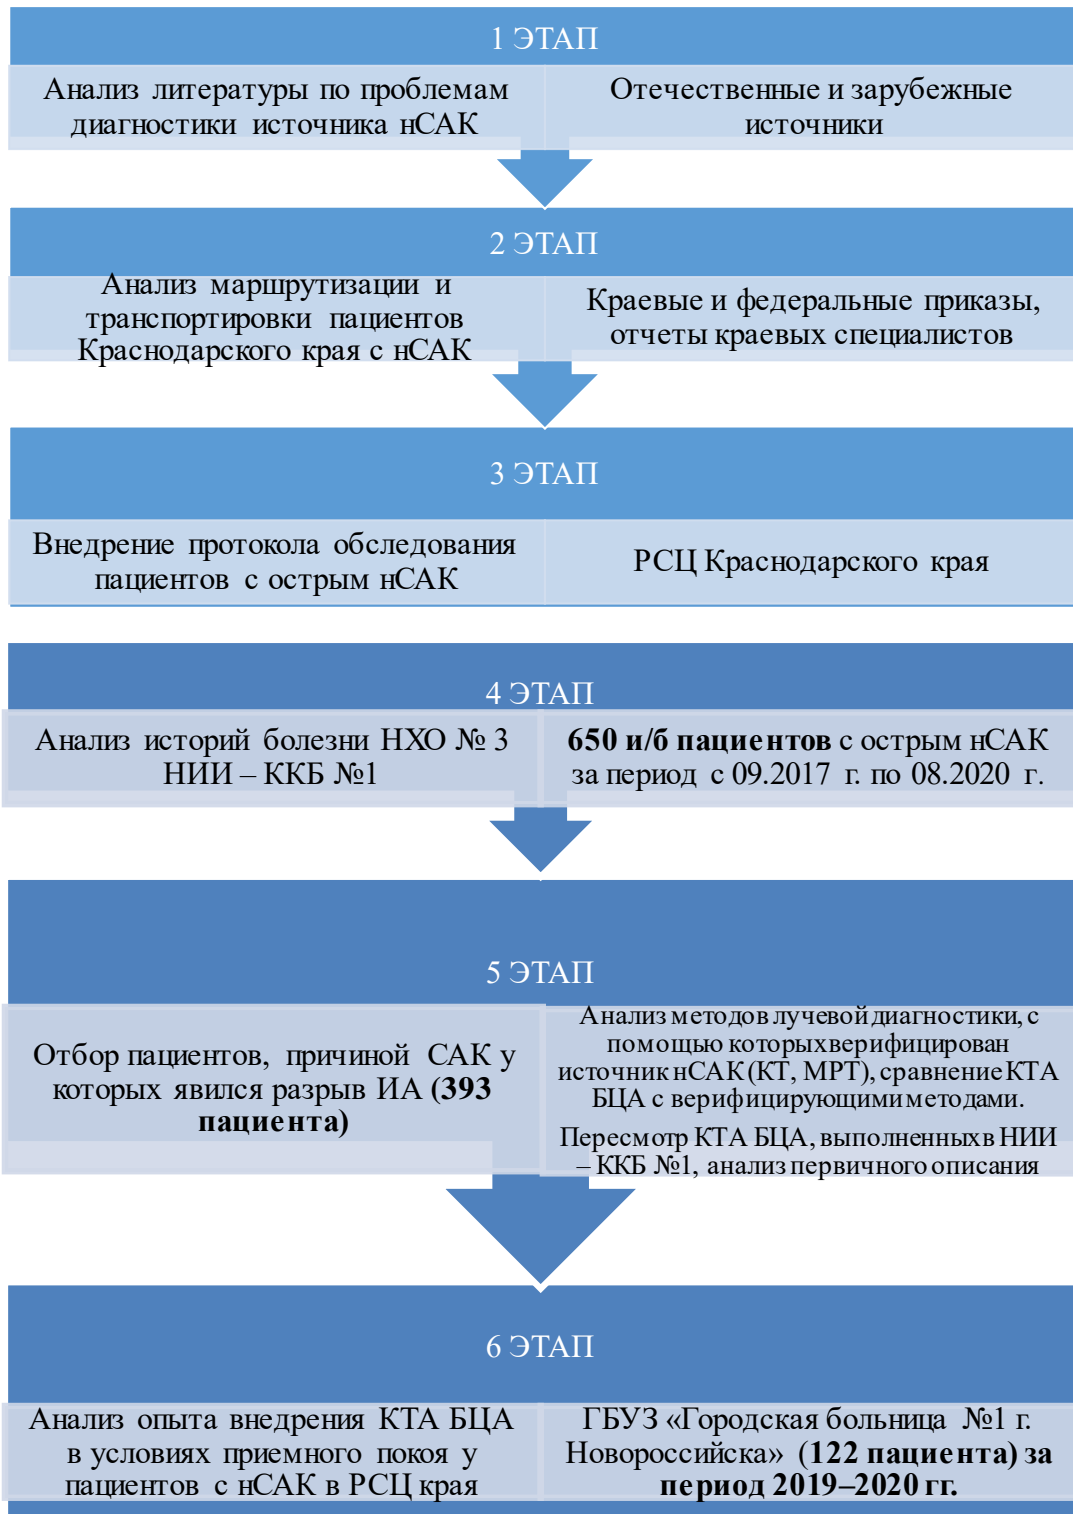 1 ЭТАП
Анализ литературы по проблемам
диагностики источника нСАК
Отечественные и зарубежные
источники
2 ЭТАП
Анализ маршрутизации и
транспортировки пациентов
Краснодарского края с нСАК
Краевые и федеральные приказы,
отчеты краевых специалистов
3 ЭТАП
Внедрение протокола обследования
пациентов с острым нСАК
РСЦ Краснодарского края
4 ЭТАП
Анализ историй болезни НХО № 3
НИИ – ККБ №1
650 и/б пациентов с острым нСАК
за период с 09.2017 г. по 08.2020 г.
5 ЭТАП
Отбор пациентов, причиной САК у
которых явился разрыв ИА (393
пациента)
Анализ методов лучевой диагностики, с
помощью которых верифицирован
источник нСАК (КТ, МРТ), сравнение КТА
БЦА с верифицирующими методами.
Пересмотр КТА БЦА, выполненных в НИИ
– ККБ №1, анализ первичного описания
6 ЭТАП
Анализ опыта внедрения КТА БЦА
в условиях приемного покоя у
пациентов с нСАК в РСЦ края
ГБУЗ «Городская больница №1 г.
Новороссийска» (122 пациента) за
период 2019–2020 гг.